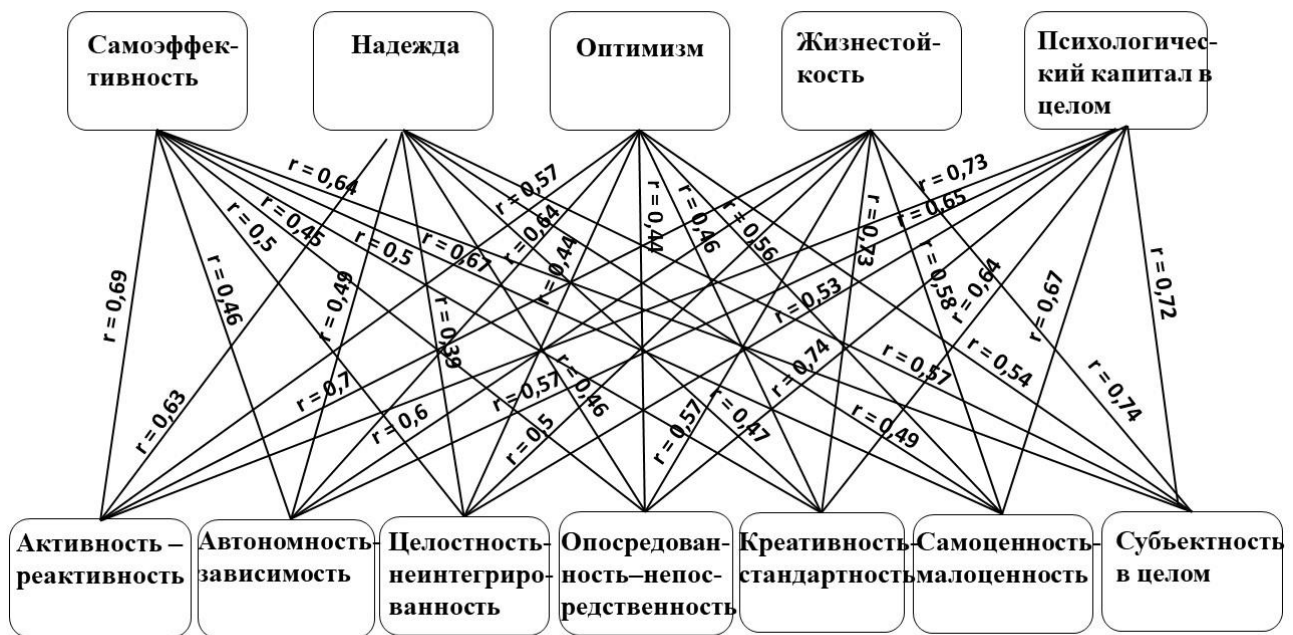 Самоэффек-
тивность
Надежда
Оптимизм
Жизнестой-
кость
Психологичес-
кий капитал в
целом
r = 0,64
r = 0,45
r = 0,5
r = 0,5
r = 0,67
r = 0,57
r = 0,64
r = 0,44
r = 0,44
r = 0,46
r = 0,56
r = 0,73
r = 0,73
r = 0,65
r = 0,69
r = 0,46
r = 0,49
r = 0,39
r = 0,53
r = 0,58
r = 0,64
r = 0,67
r = 0,72
r = 0,63
r = 0,7
r = 0,6
r = 0,57
r = 0,5
r = 0,46
r = 0,57
r = 0,47
r = 0,74
r = 0,49
r = 0,57
r = 0,54
r = 0,74
Активность –
реактивность
Автономность-
зависимость
Целостность-
неинтегриро-
ванность
Опосредован-
ность–непос-
редственность
Креативность-
стандартность
Самоценность-
малоценность
Субъектность
в целом